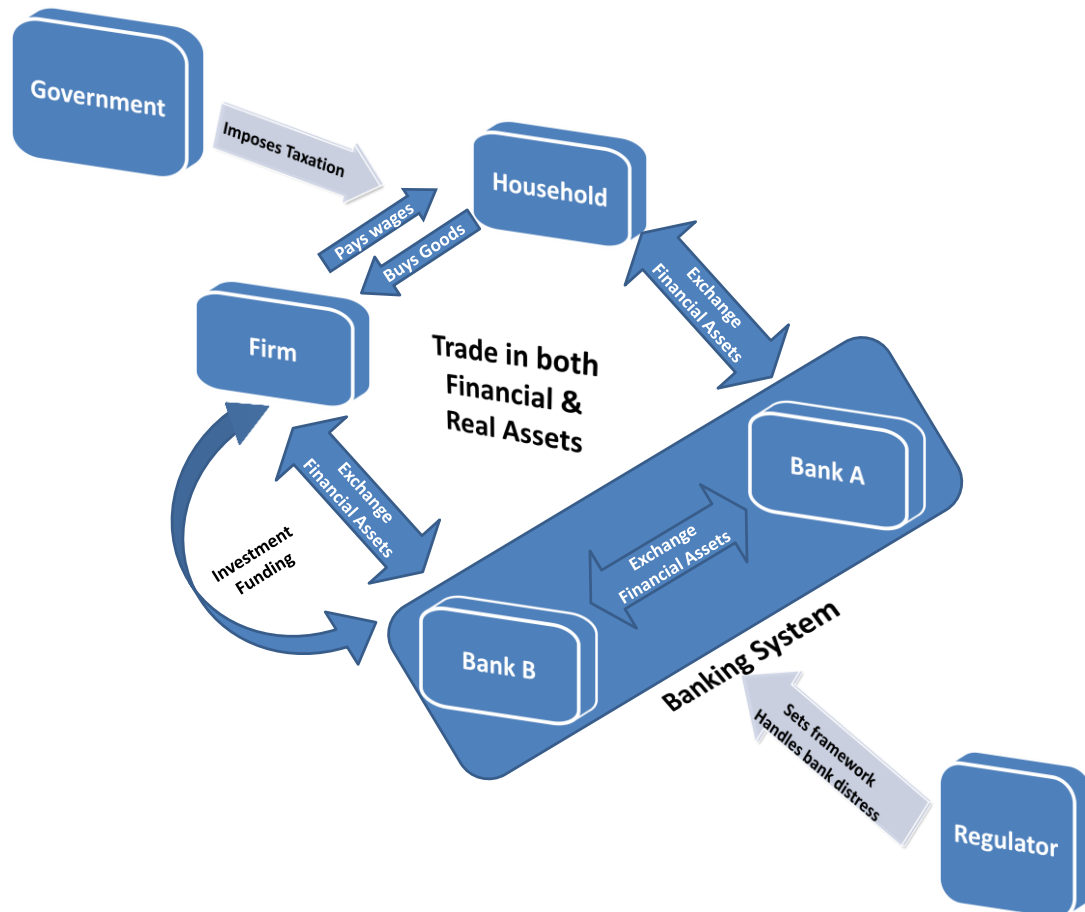 Government
Imposes Taxation
Household
Pays wages
Buys Goods
Exchange
Financial Assets
Firm
Trade in both
Financial &
Real Assets
Bank A
Exchange
Financial Assets
Investment
Funding
Exchange
Financial Assets
Bank B
Banking System
Sets framework
Handles bank distress
Regulator